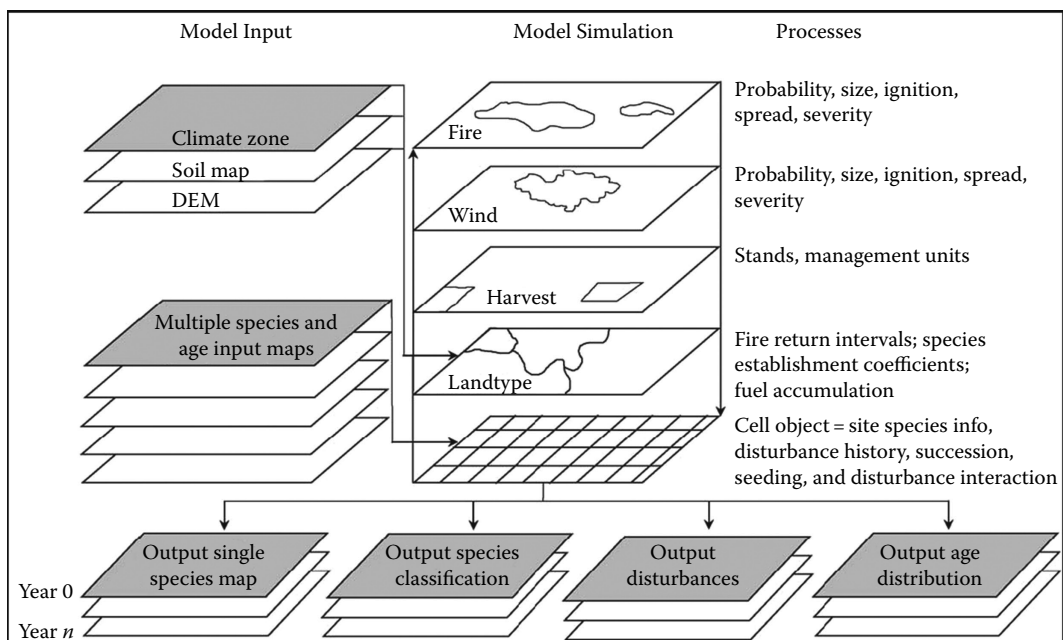 Model Input
Model Simulation
Processes
Climate zone
Soil map
DEM
Multiple species and
age input maps
Fire
Wind
Harvest
Landtype
Probability, size, ignition,
spread, severity
Probability, size, ignition, spread,
severity
Stands, management units
Fire return intervals; species
establishment coefficients;
fuel accumulation
Cell object = site species info,
disturbance history, succession,
seeding, and disturbance interaction
Output single
species map
Output species
classification
Output
disturbances
Output age
distribution
Year 0
Year n